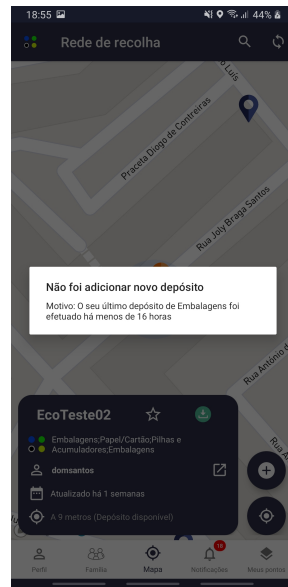 18:55 44%
Rede de recolha
Praceta Diogo de Contreiras
Rua Joly Braga Santos
Não foi adicionar novo depósito
Motivo: O seu último depósito de Embalagens foi
efetuado há menos de 16 horas
Rua António d
EcoTeste02
Embalagens;Papel/Cartão;Pilhas e
Acumuladores;Embalagens
domsantos
Atualizado há 1 semanas
A 9 metros (Depósito disponivel)
16
Perfil Família Mapa Notificações Meus pontos